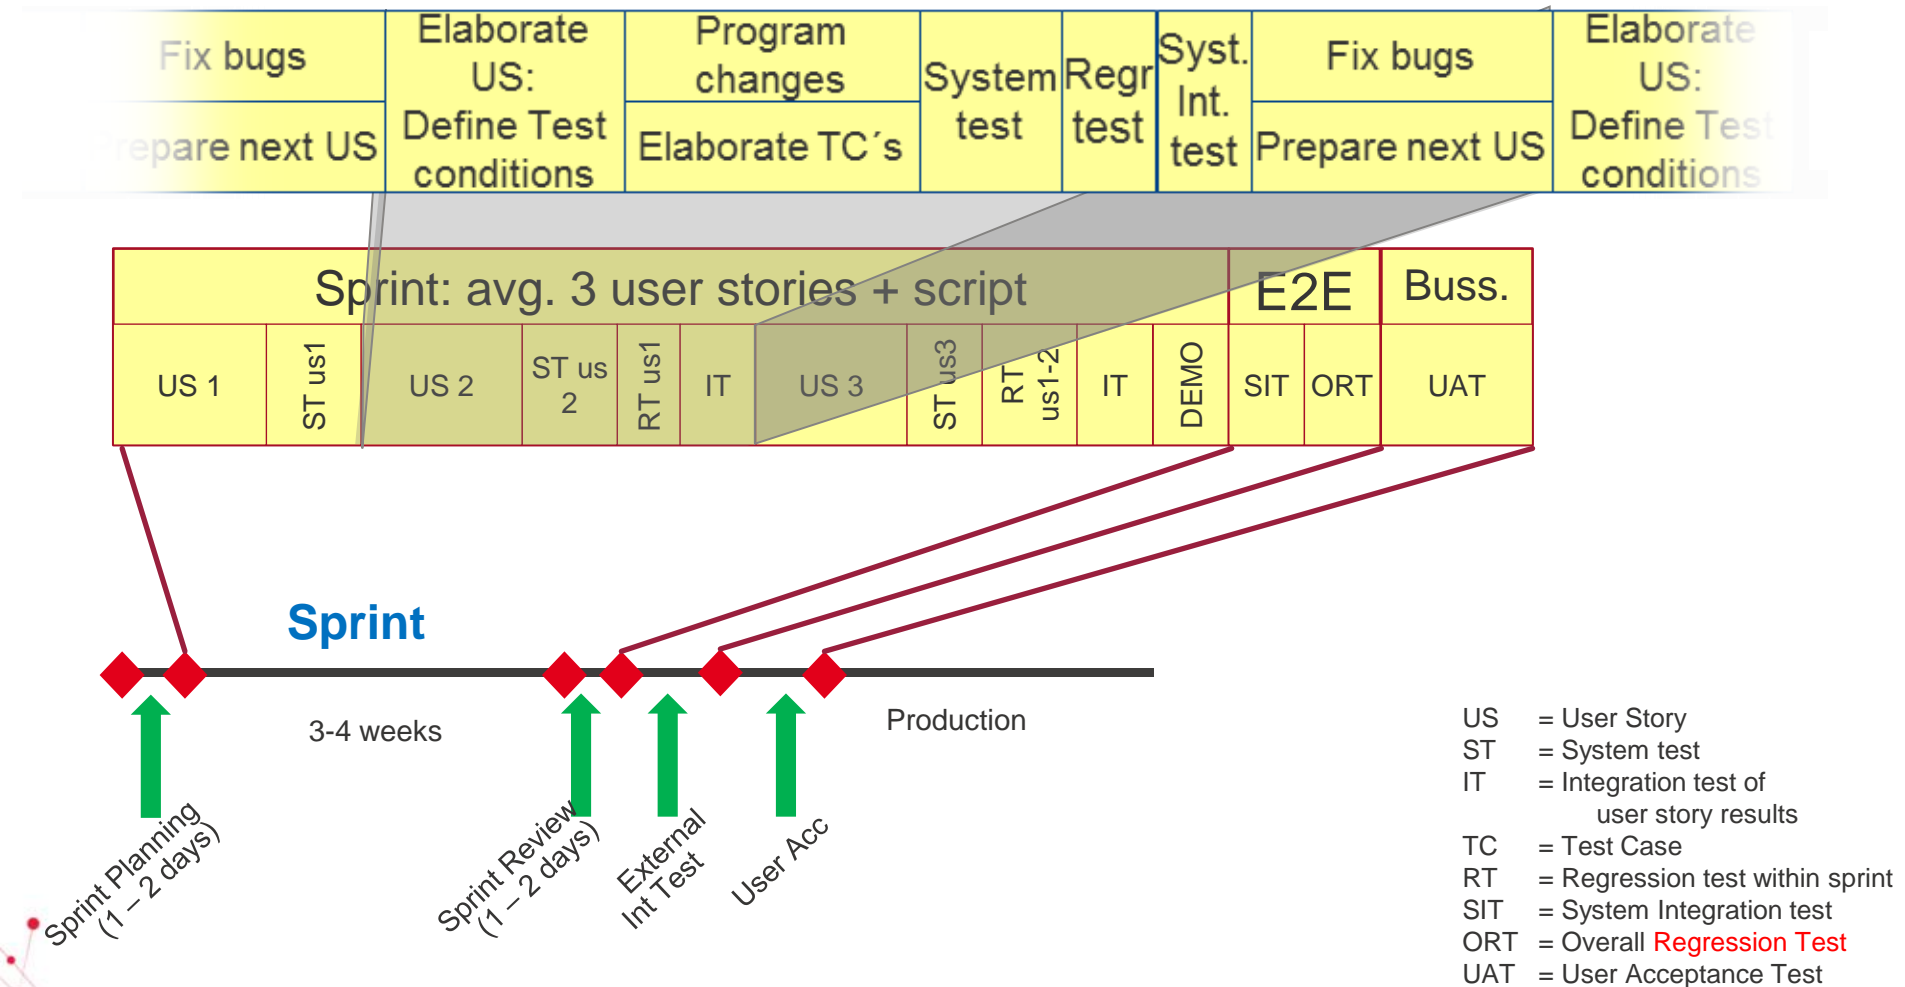 Fix bugs
Prepare next US
Elaborate
US:
Define Test
conditions
Program
changes
Elaborate TC´s
System
test
Regr
test
Syst.
Int.
test
Fix bugs
Prepare next US
Elaborate
US:
Define Test
conditions
Sprint: avg. 3 user stories + script
E2E
Buss.
US 1
ST us1
US 2
ST us
2
RT us1
IT
US 3
ST us3
RT
us1-2
IT
DEMO
SIT
ORT
UAT
Sprint
3-4 weeks
Production
Sprint Planning
(1 – 2 days)
Sprint Review
(1 – 2 days)
External
Int Test
User Acc
US = User Story
ST = System test
IT = Integration test of
user story results
TC = Test Case
RT = Regression test within sprint
SIT = System Integration test
ORT = Overall Regression Test
UAT = User Acceptance Test